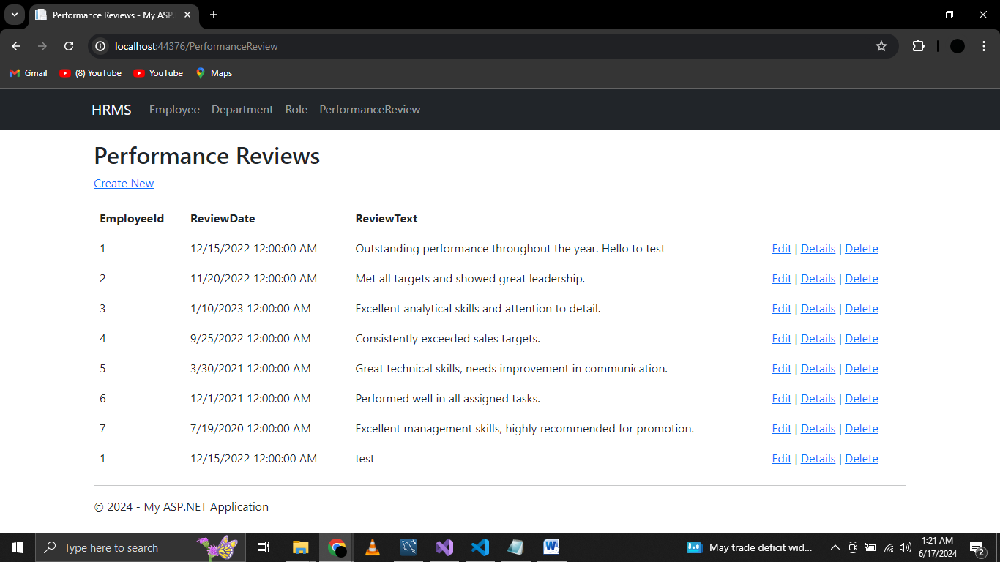 Performance Reviews - My ASP.
localhost:44376/PerformanceReview
Gmail (8) YouTube YouTube Maps
HRMS Employee Department Role PerformanceReview
Performance Reviews
Create New
EmployeeId ReviewDate ReviewText
1 12/15/2022 12:00:00 AM Outstanding performance throughout the year. Hello to test Edit | Details | Delete
2 11/20/2022 12:00:00 AM Met all targets and showed great leadership. Edit | Details | Delete
3 1/10/2023 12:00:00 AM Excellent analytical skills and attention to detail. Edit | Details | Delete
4 9/25/2022 12:00:00 AM Consistently exceeded sales targets. Edit | Details | Delete
5 3/30/2021 12:00:00 AM Great technical skills, needs improvement in communication. Edit | Details | Delete
6 12/1/2021 12:00:00 AM Performed well in all assigned tasks. Edit | Details | Delete
7 7/19/2020 12:00:00 AM Excellent management skills, highly recommended for promotion. Edit | Details | Delete
1 12/15/2022 12:00:00 AM test Edit | Details | Delete
© 2024 - My ASP.NET Application
Type here to search May trade deficit wid... 1:21 AM
6/17/2024 2